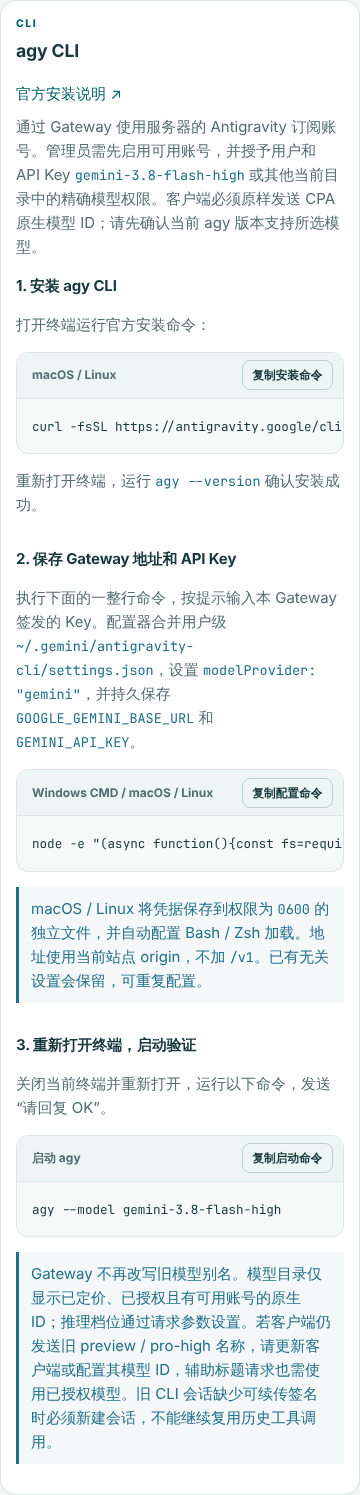 CLI
agy CLI
官方安装说明 ↗
通过 Gateway 使用服务器的 Antigravity 订阅账
号。管理员需先启用可用账号，并授予用户和
API Key gemini-3.8-flash-high 或其他当前目
录中的精确模型权限。客户端必须原样发送 CPA
原生模型 ID；请先确认当前 agy 版本支持所选模
型。
1. 安装 agy CLI
打开终端运行官方安装命令：
macOS / Linux
复制安装命令
curl -fsSL https://antigravity.google/cli
重新打开终端，运行 agy --version 确认安装成
功。
2. 保存 Gateway 地址和 API Key
执行下面的一整行命令，按提示输入本 Gateway
签发的 Key。配置器合并用户级
~/.gemini/antigravity-
cli/settings.json，设置 modelProvider:
"gemini"，并持久保存
GOOGLE_GEMINI_BASE_URL 和
GEMINI_API_KEY。
Windows CMD / macOS / Linux
复制配置命令
node -e "(async function(){const fs=requi
macOS / Linux 将凭据保存到权限为 0600 的
独立文件，并自动配置 Bash / Zsh 加载。地
址使用当前站点 origin，不加 /v1。已有无关
设置会保留，可重复配置。
3. 重新打开终端，启动验证
关闭当前终端并重新打开，运行以下命令，发送
“请回复 OK”。
启动 agy
复制启动命令
agy --model gemini-3.8-flash-high
Gateway 不再改写旧模型别名。模型目录仅
显示已定价、已授权且有可用账号的原生
ID；推理档位通过请求参数设置。若客户端仍
发送旧 preview / pro-high 名称，请更新客
户端或配置其模型 ID，辅助标题请求也需使
用已授权模型。旧 CLI 会话缺少可续传签名
时必须新建会话，不能继续复用历史工具调
用。